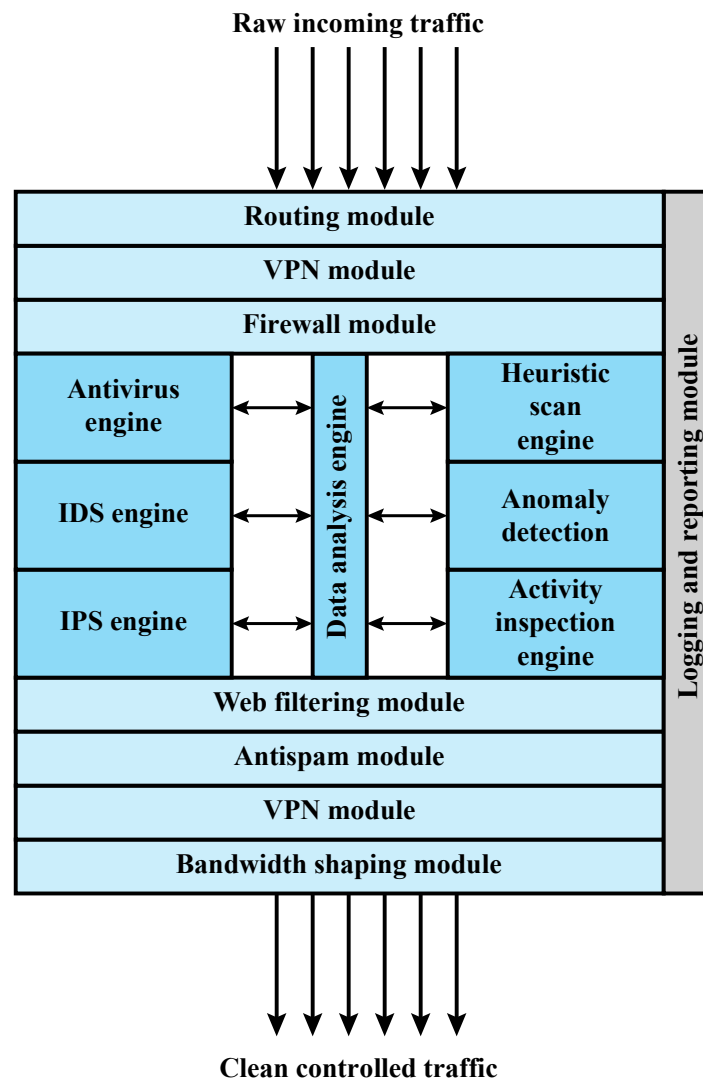 Raw incoming traffic
Routing module
VPN module
Firewall module
Antivirus
engine
IDS engine
IPS engine
Data analysis engine
Heuristic
scan
engine
Anomaly
detection
Activity
inspection
engine
Logging and reporting module
Web filtering module
Antispam module
VPN module
Bandwidth shaping module
Clean controlled traffic